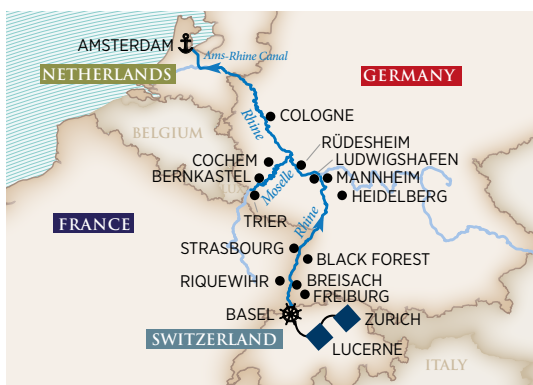 AMSTERDAM
Ams-Rhine Canal
NETHERLANDS
GERMANY
COLOGNE
Rhine
BELGIUM
RÜDESHEIM
COCHEM
LUDWIGSHAFEN
BERNKASTEL
MANNHEIM
Moselle
HEIDELBERG
TRIER
FRANCE
Rhine
STRASBOURG
BLACK FOREST
RIQUEWIHR
BREISACH
FREIBURG
BASEL
ZURICH
SWITZERLAND
LUCERNE
ITALY